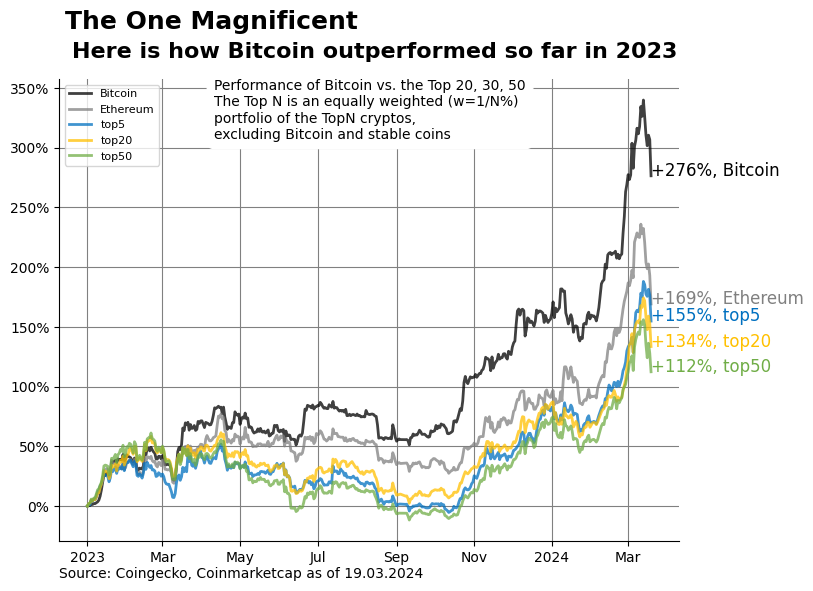 The One Magnificent
Here is how Bitcoin outperformed so far in 2023
350%
300%
250%
200%
150%
100%
50%
0%
Bitcoin
Ethereum
top5
top20
top50
Performance of Bitcoin vs. the Top 20, 30, 50
The Top N is an equally weighted (w=1/N%)
portfolio of the TopN cryptos,
excluding Bitcoin and stable coins
+276%, Bitcoin
+169%, Ethereum
+155%, top5
+134%, top20
+112%, top50
2023 Mar May Jul Sep Nov 2024 Mar
Source: Coingecko, Coinmarketcap as of 19.03.2024